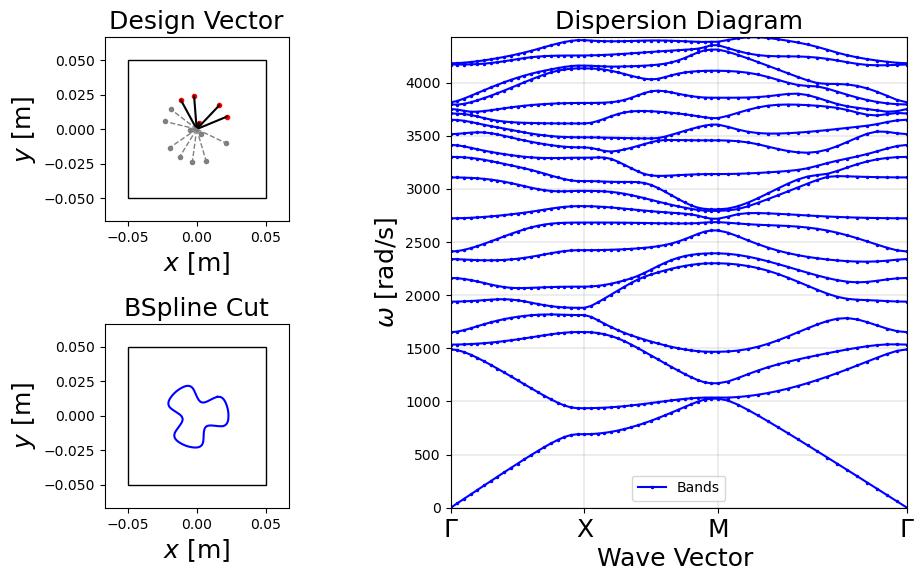 Design Vector
0.050
0.025
0.000
−0.025
−0.050
y [m]
−0.05 0.00 0.05
x [m]
BSpline Cut
0.050
0.025
0.000
−0.025
−0.050
y [m]
−0.05 0.00 0.05
x [m]
Dispersion Diagram
4000
3500
3000
2500
2000
1500
1000
500
0
ω [rad/s]
Bands
Γ X M Γ
Wave Vector